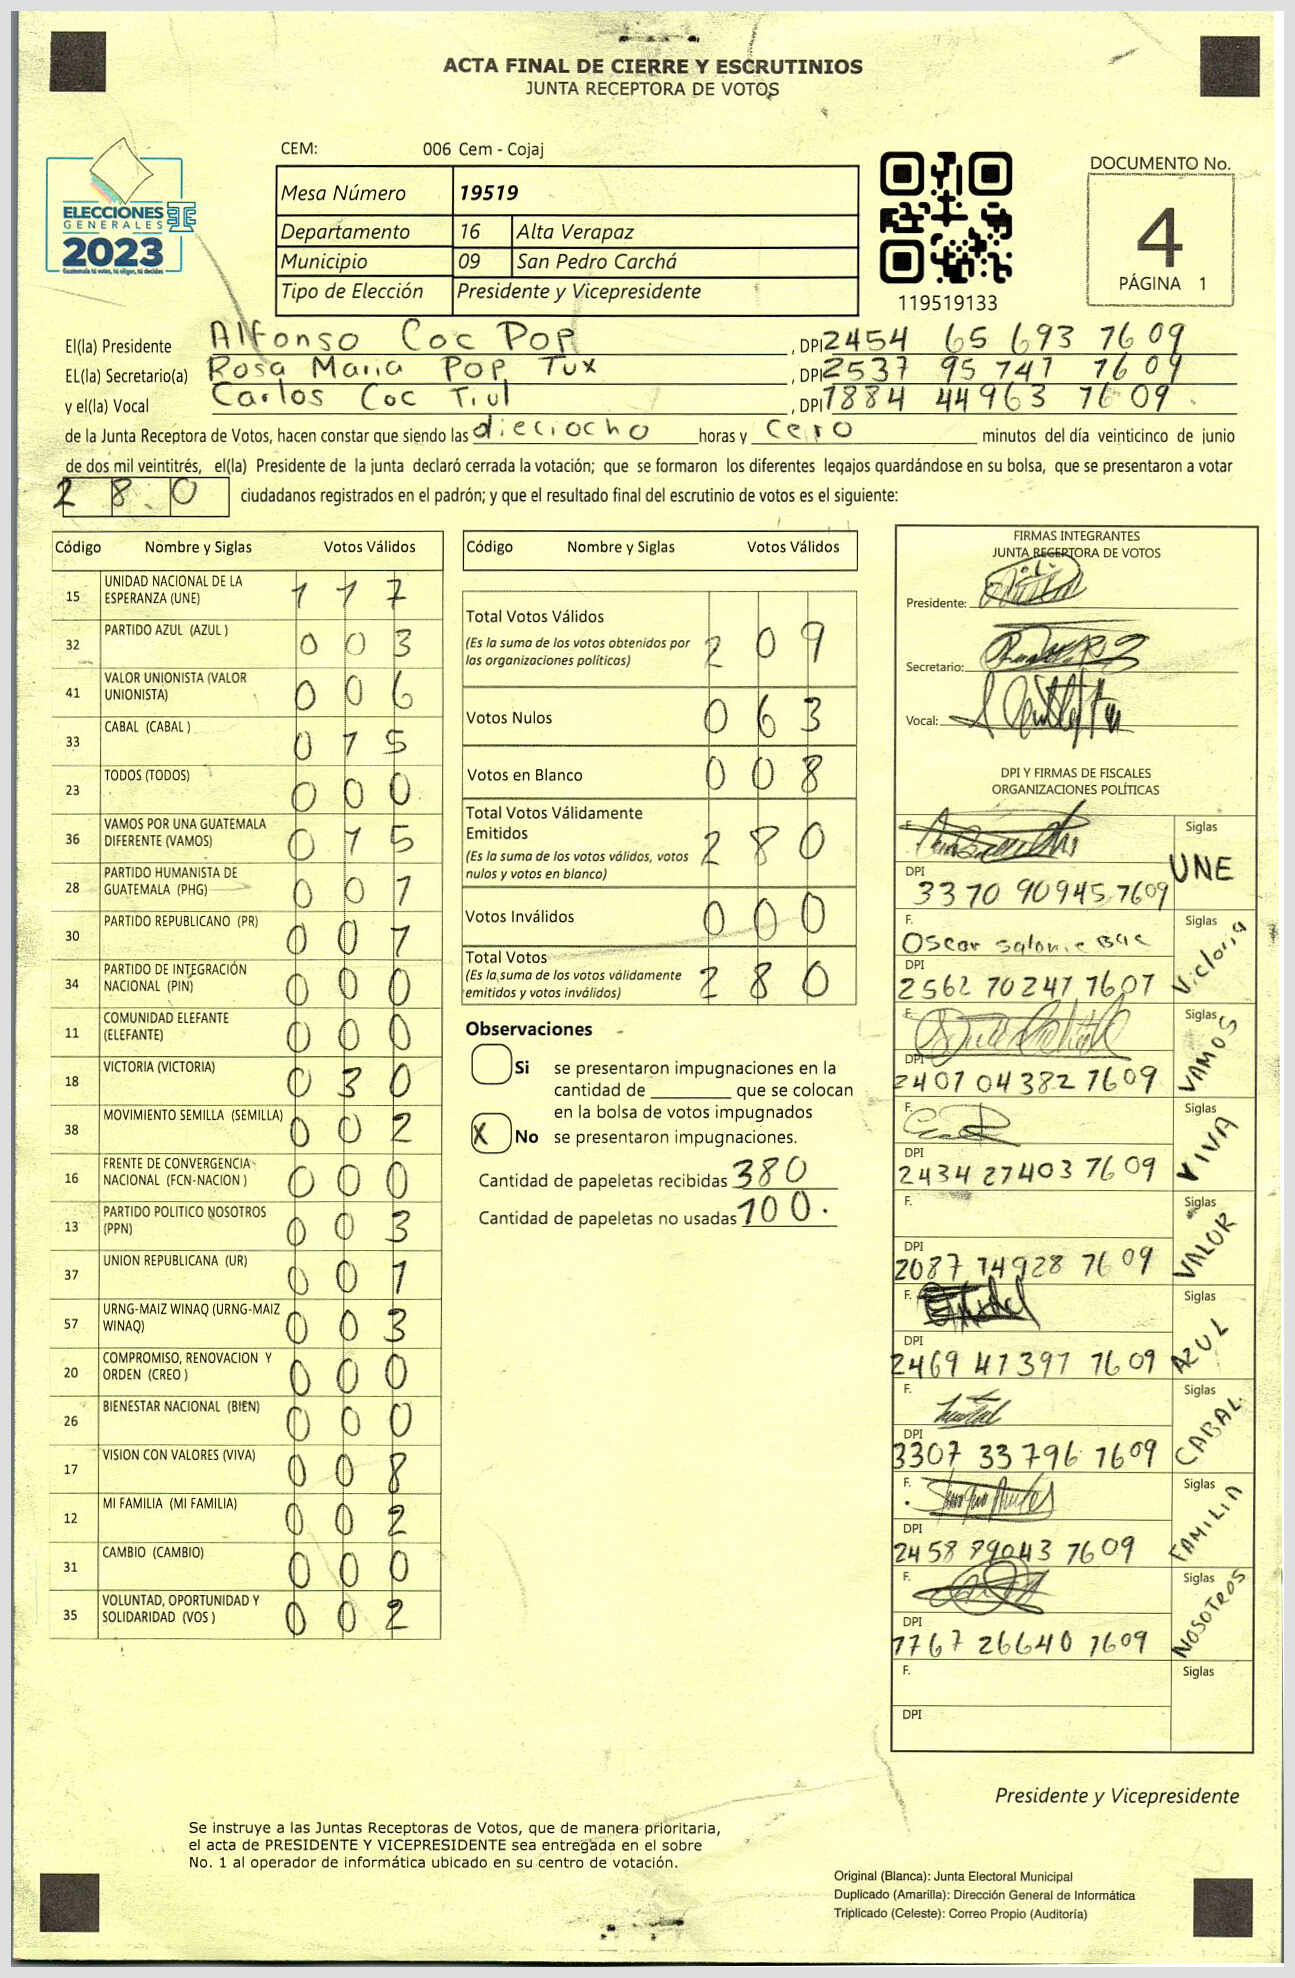 ACTA FINAL DE CIERRE Y ESCRUTINIOS
JUNTA RECEPTORA DE VOTOS
ELECCIONES
GENERALES
2023
Guatemala tú votas, tú eliges, tú decides
CEM: 006 Cem - Cojaj
Mesa Número 19519
Departamento 16 Alta Verapaz
Municipio 09 San Pedro Carchá
Tipo de Elección Presidente y Vicepresidente
119519133
DOCUMENTO No.
4
PÁGINA 1
El(la) Presidente Alfonso Coc Pop , DPI 2454 65 693 7609
EL(la) Secretario(a) Rosa Maria Pop Tux , DPI 2537 95 747 7609
y el(la) Vocal Carlos Coc Tiul , DPI 1884 44963 7609
de la Junta Receptora de Votos, hacen constar que siendo las dieciocho horas y cero minutos del día veinticinco de junio
de dos mil veintitrés, el(la) Presidente de la junta declaró cerrada la votación; que se formaron los diferentes legajos guardándose en su bolsa, que se presentaron a votar
280 ciudadanos registrados en el padrón; y que el resultado final del escrutinio de votos es el siguiente:
Código Nombre y Siglas Votos Válidos
15 UNIDAD NACIONAL DE LA ESPERANZA (UNE) 1 1 7
32 PARTIDO AZUL (AZUL ) 0 0 3
41 VALOR UNIONISTA (VALOR UNIONISTA) 0 0 6
33 CABAL (CABAL ) 0 1 5
23 TODOS (TODOS) 0 0 0
36 VAMOS POR UNA GUATEMALA DIFERENTE (VAMOS) 0 1 5
28 PARTIDO HUMANISTA DE GUATEMALA (PHG) 0 0 1
30 PARTIDO REPUBLICANO (PR) 0 0 1
34 PARTIDO DE INTEGRACIÓN NACIONAL (PIN) 0 0 0
11 COMUNIDAD ELEFANTE (ELEFANTE) 0 0 0
18 VICTORIA (VICTORIA) 0 3 0
38 MOVIMIENTO SEMILLA (SEMILLA) 0 0 2
16 FRENTE DE CONVERGENCIA NACIONAL (FCN-NACION ) 0 0 0
13 PARTIDO POLITICO NOSOTROS (PPN) 0 0 3
37 UNION REPUBLICANA (UR) 0 0 1
57 URNG-MAIZ WINAQ (URNG-MAIZ WINAQ) 0 0 3
20 COMPROMISO, RENOVACION Y ORDEN (CREO ) 0 0 0
26 BIENESTAR NACIONAL (BIEN) 0 0 0
17 VISION CON VALORES (VIVA) 0 0 8
12 MI FAMILIA (MI FAMILIA) 0 0 2
31 CAMBIO (CAMBIO) 0 0 0
35 VOLUNTAD, OPORTUNIDAD Y SOLIDARIDAD (VOS ) 0 0 2
Código Nombre y Siglas Votos Válidos
Total Votos Válidos 2 0 9
(Es la suma de los votos obtenidos por
las organizaciones políticas)
Votos Nulos 0 6 3
Votos en Blanco 0 0 8
Total Votos Válidamente
Emitidos 2 8 0
(Es la suma de los votos válidos, votos
nulos y votos en blanco)
Votos Inválidos 0 0 0
Total Votos 2 8 0
(Es la suma de los votos válidamente
emitidos y votos inválidos)
Observaciones
Si se presentaron impugnaciones en la
cantidad de ________ que se colocan
en la bolsa de votos impugnados
X No se presentaron impugnaciones.
Cantidad de papeletas recibidas 380
Cantidad de papeletas no usadas 100.
FIRMAS INTEGRANTES
JUNTA RECEPTORA DE VOTOS
Presidente:
Secretario:
Vocal:
DPI Y FIRMAS DE FISCALES
ORGANIZACIONES POLÍTICAS
F. Siglas UNE
DPI
3370 90945 7609
F. Oscar Siglas Victoria
DPI
2562 70247 1607
F. Siglas VAMOS
DPI
2401 04382 7609
F. Siglas VIVA
DPI
2434 27403 7609
F. Siglas VALOR
DPI
2087 14928 7609
F. Siglas AZUL
DPI
2469 41397 7609
F. Siglas CABAL
DPI
3307 33796 1609
F. Siglas FAMILIA
DPI
2458 89043 7609
F. Siglas NOSOTROS
DPI
1767 26640 1609
F. Siglas
DPI
Presidente y Vicepresidente
Se instruye a las Juntas Receptoras de Votos, que de manera prioritaria,
el acta de PRESIDENTE Y VICEPRESIDENTE sea entregada en el sobre
No. 1 al operador de informática ubicado en su centro de votación.
Original (Blanca): Junta Electoral Municipal
Duplicado (Amarilla): Dirección General de Informática
Triplicado (Celeste): Correo Propio (Auditoría)